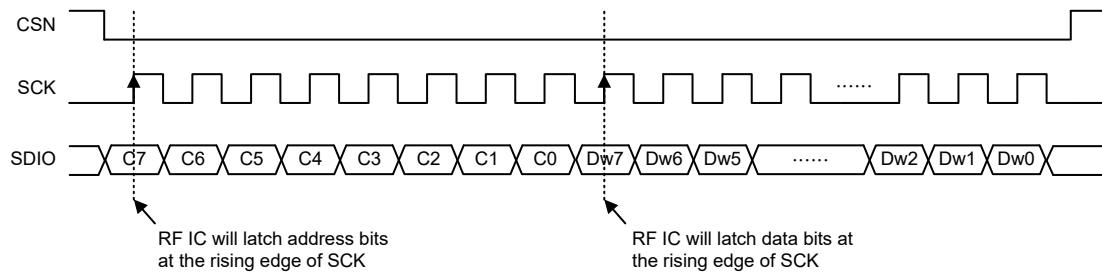 CSN
SCK ......
SDIO C7 C6 C5 C4 C3 C2 C1 C0 Dw7 Dw6 Dw5 ...... Dw2 Dw1 Dw0
RF IC will latch address bits
at the rising edge of SCK
RF IC will latch data bits at
the rising edge of SCK